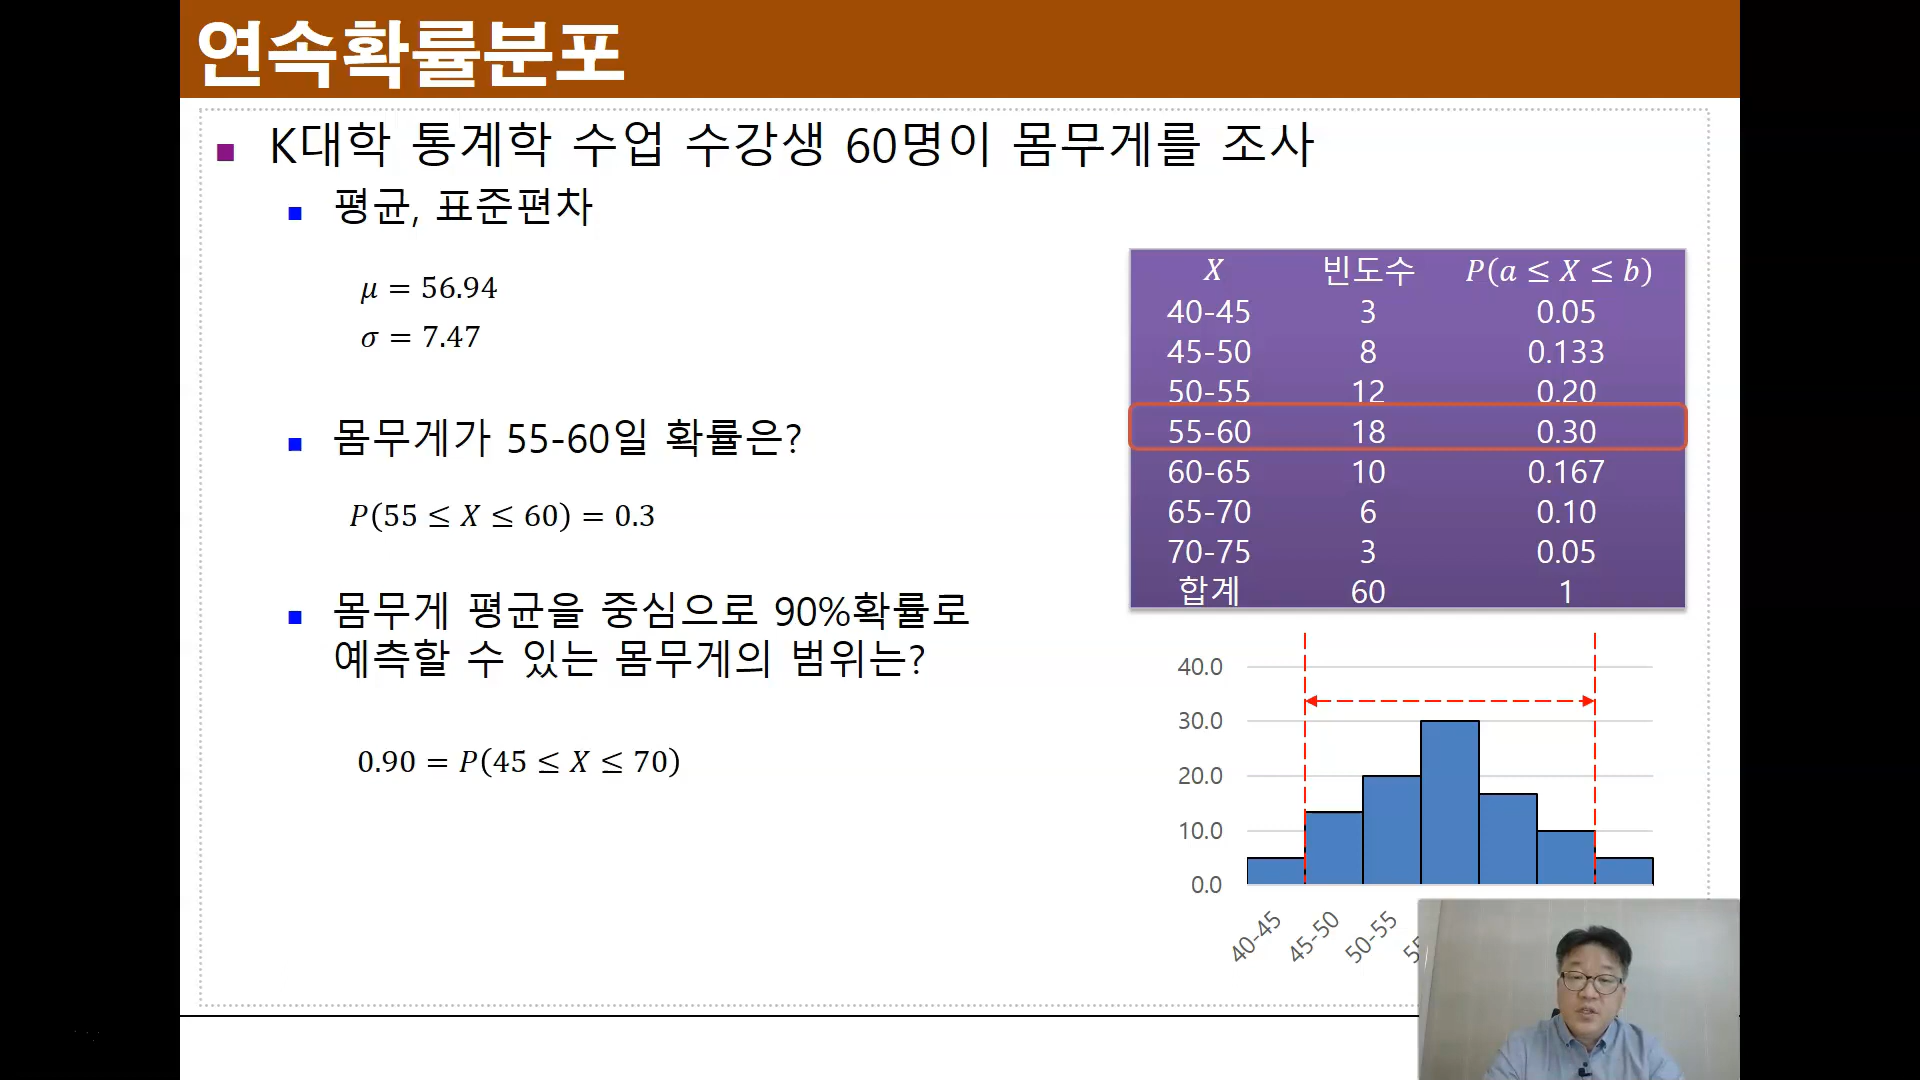 연속확률분포
K대학 통계학 수업 수강생 60명이 몸무게를 조사
평균, 표준편차
μ = 56.94
σ = 7.47
몸무게가 55-60일 확률은?
P(55 ≤ X ≤ 60) = 0.3
몸무게 평균을 중심으로 90%확률로
예측할 수 있는 몸무게의 범위는?
0.90 = P(45 ≤ X ≤ 70)
X 빈도수 P(a ≤ X ≤ b)
40-45 3 0.05
45-50 8 0.133
50-55 12 0.20
55-60 18 0.30
60-65 10 0.167
65-70 6 0.10
70-75 3 0.05
합계 60 1
40.0
30.0
20.0
10.0
0.0
40-45 45-50 50-55